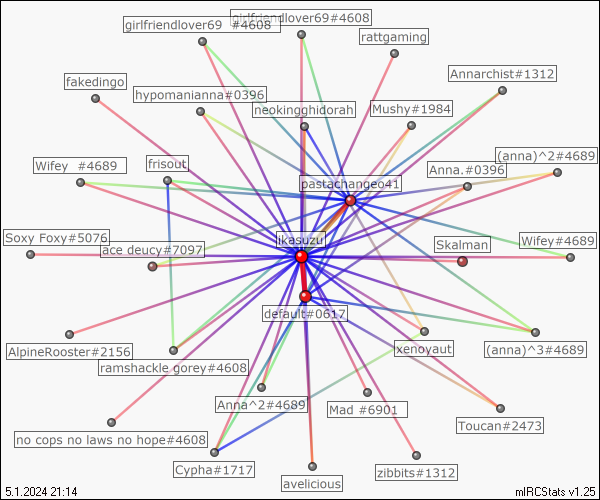 girlfriendlover69 #4608
girlfriendlover69#4608
rattgaming
Annarchist#1312
fakedingo
hypomanianna#0396
neokingghidorah
Mushy#1984
(anna)^2#4689
Wifey #4689
frisout
Anna.#0396
pastachangeo41
Soxy Foxy#5076
ace deucy#7097
ikasuzu
Skalman
Wifey#4689
default#0617
AlpineRooster#2156
ramshackle gorey#4608
xenoyaut
(anna)^3#4689
Anna^2#4689
Mad #6901
Toucan#2473
no cops no laws no hope#4608
Cypha#1717
avelicious
zibbits#1312
5.1.2024 21:14
mIRCStats v1.25